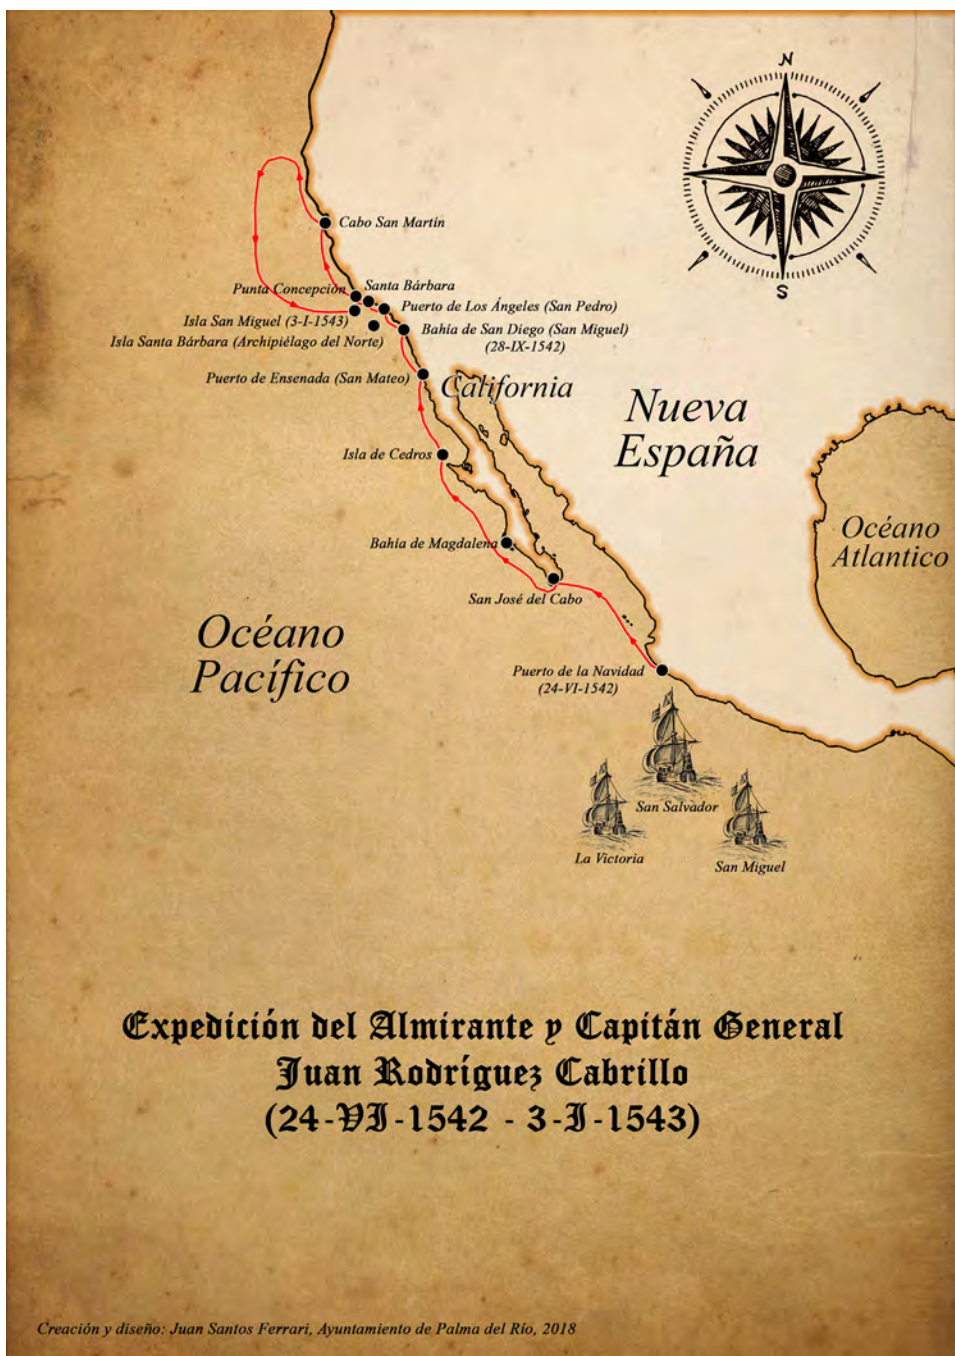 N
S
Cabo San Martín
Punta Concepción
Santa Bárbara
Puerto de Los Ángeles (San Pedro)
Isla San Miguel (3-I-1543)
Bahía de San Diego (San Miguel)
(28-IX-1542)
Isla Santa Bárbara (Archipiélago del Norte)
Puerto de Ensenada (San Mateo)
California
Nueva
España
Isla de Cedros
Océano
Atlantico
Bahía de Magdalena
San José del Cabo
Océano
Pacífico
Puerto de la Navidad
(24-VI-1542)
San Salvador
La Victoria
San Miguel
Expedición del Almirante y Capitán General
Juan Rodríguez Cabrillo
(24-VI-1542 - 3-I-1543)
Creación y diseño: Juan Santos Ferrari, Ayuntamiento de Palma del Río, 2018